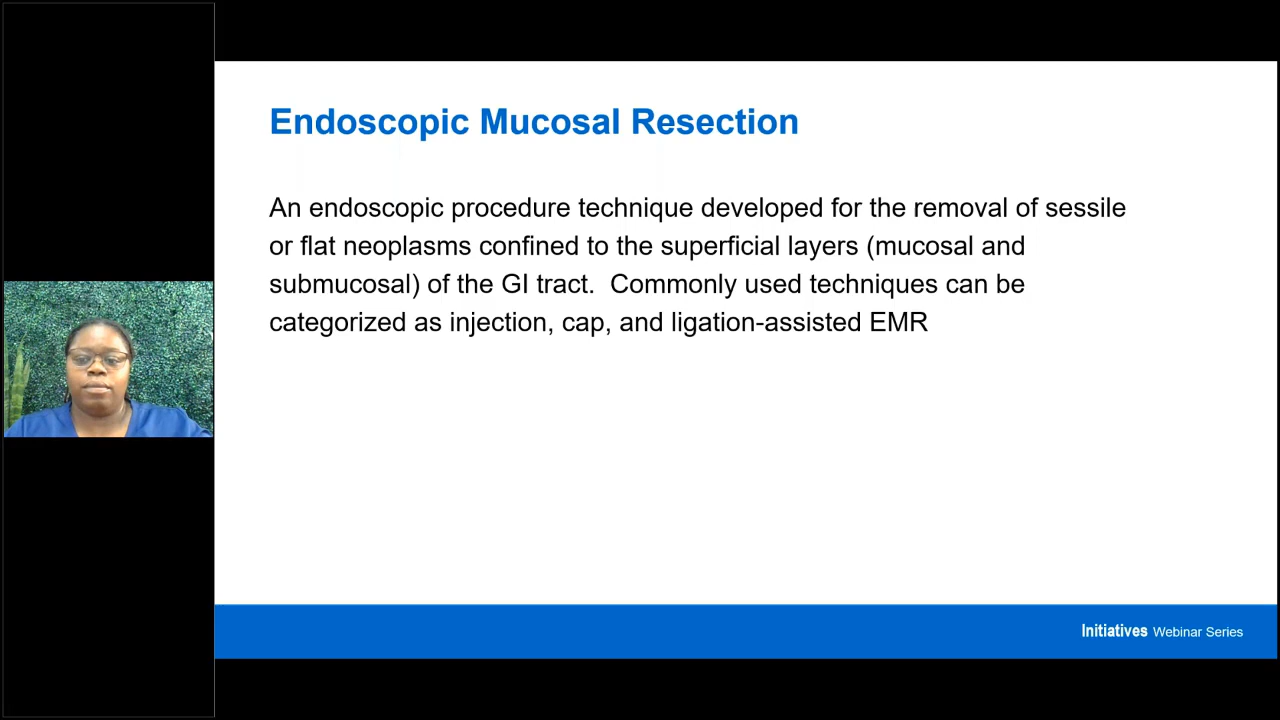 Endoscopic Mucosal Resection
An endoscopic procedure technique developed for the removal of sessile
or flat neoplasms confined to the superficial layers (mucosal and
submucosal) of the GI tract.  Commonly used techniques can be
categorized as injection, cap, and ligation-assisted EMR
Initiatives Webinar Series